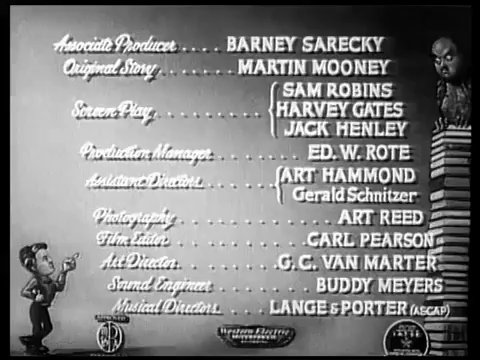 Associate Producer .... BARNEY SARECKY
Original Story ....... MARTIN MOONEY
SAM ROBINS
Screen Play ......... HARVEY GATES
JACK HENLEY
Production Manager ....... ED. W. ROTE
Assistant Directors ...... ART HAMMOND
Gerald Schnitzer
Photography .......... ART REED
Film Editor ......... CARL PEARSON
Art Director ....... G.C. VAN MARTER
Sound Engineer ....... BUDDY MEYERS
Musical Directors .... LANGE & PORTER (ASCAP)
Western Electric